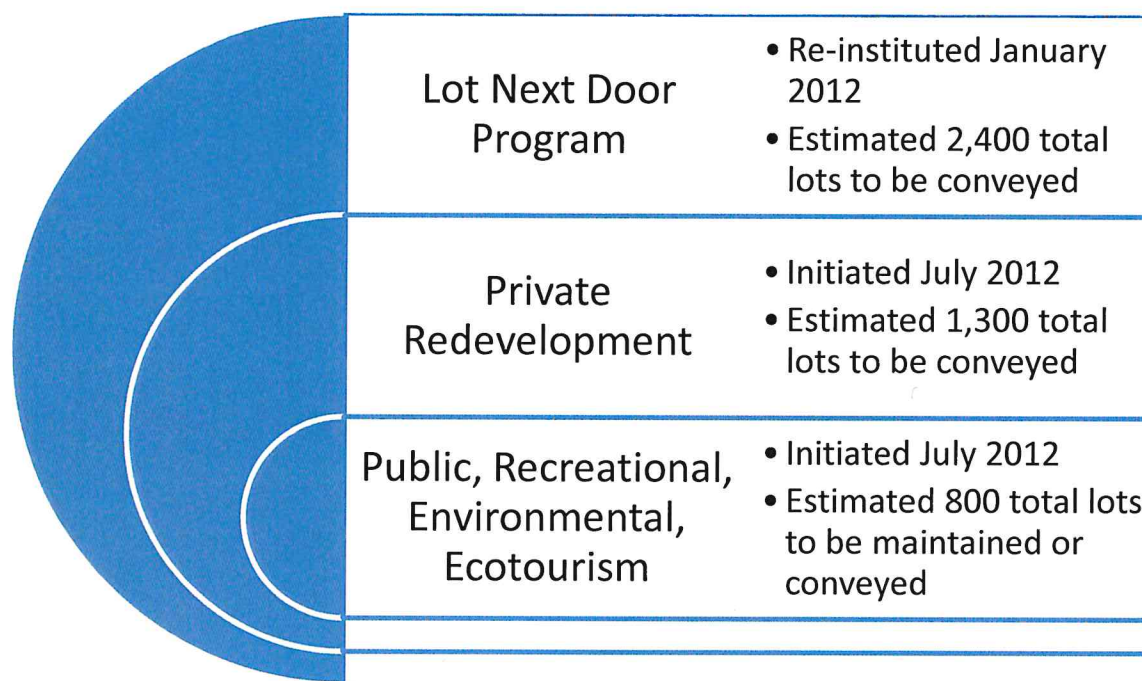 Lot Next Door
Program
• Re-instituted January
2012
• Estimated 2,400 total
lots to be conveyed
Private
Redevelopment
• Initiated July 2012
• Estimated 1,300 total
lots to be conveyed
Public, Recreational,
Environmental,
Ecotourism
• Initiated July 2012
• Estimated 800 total lots
to be maintained or
conveyed